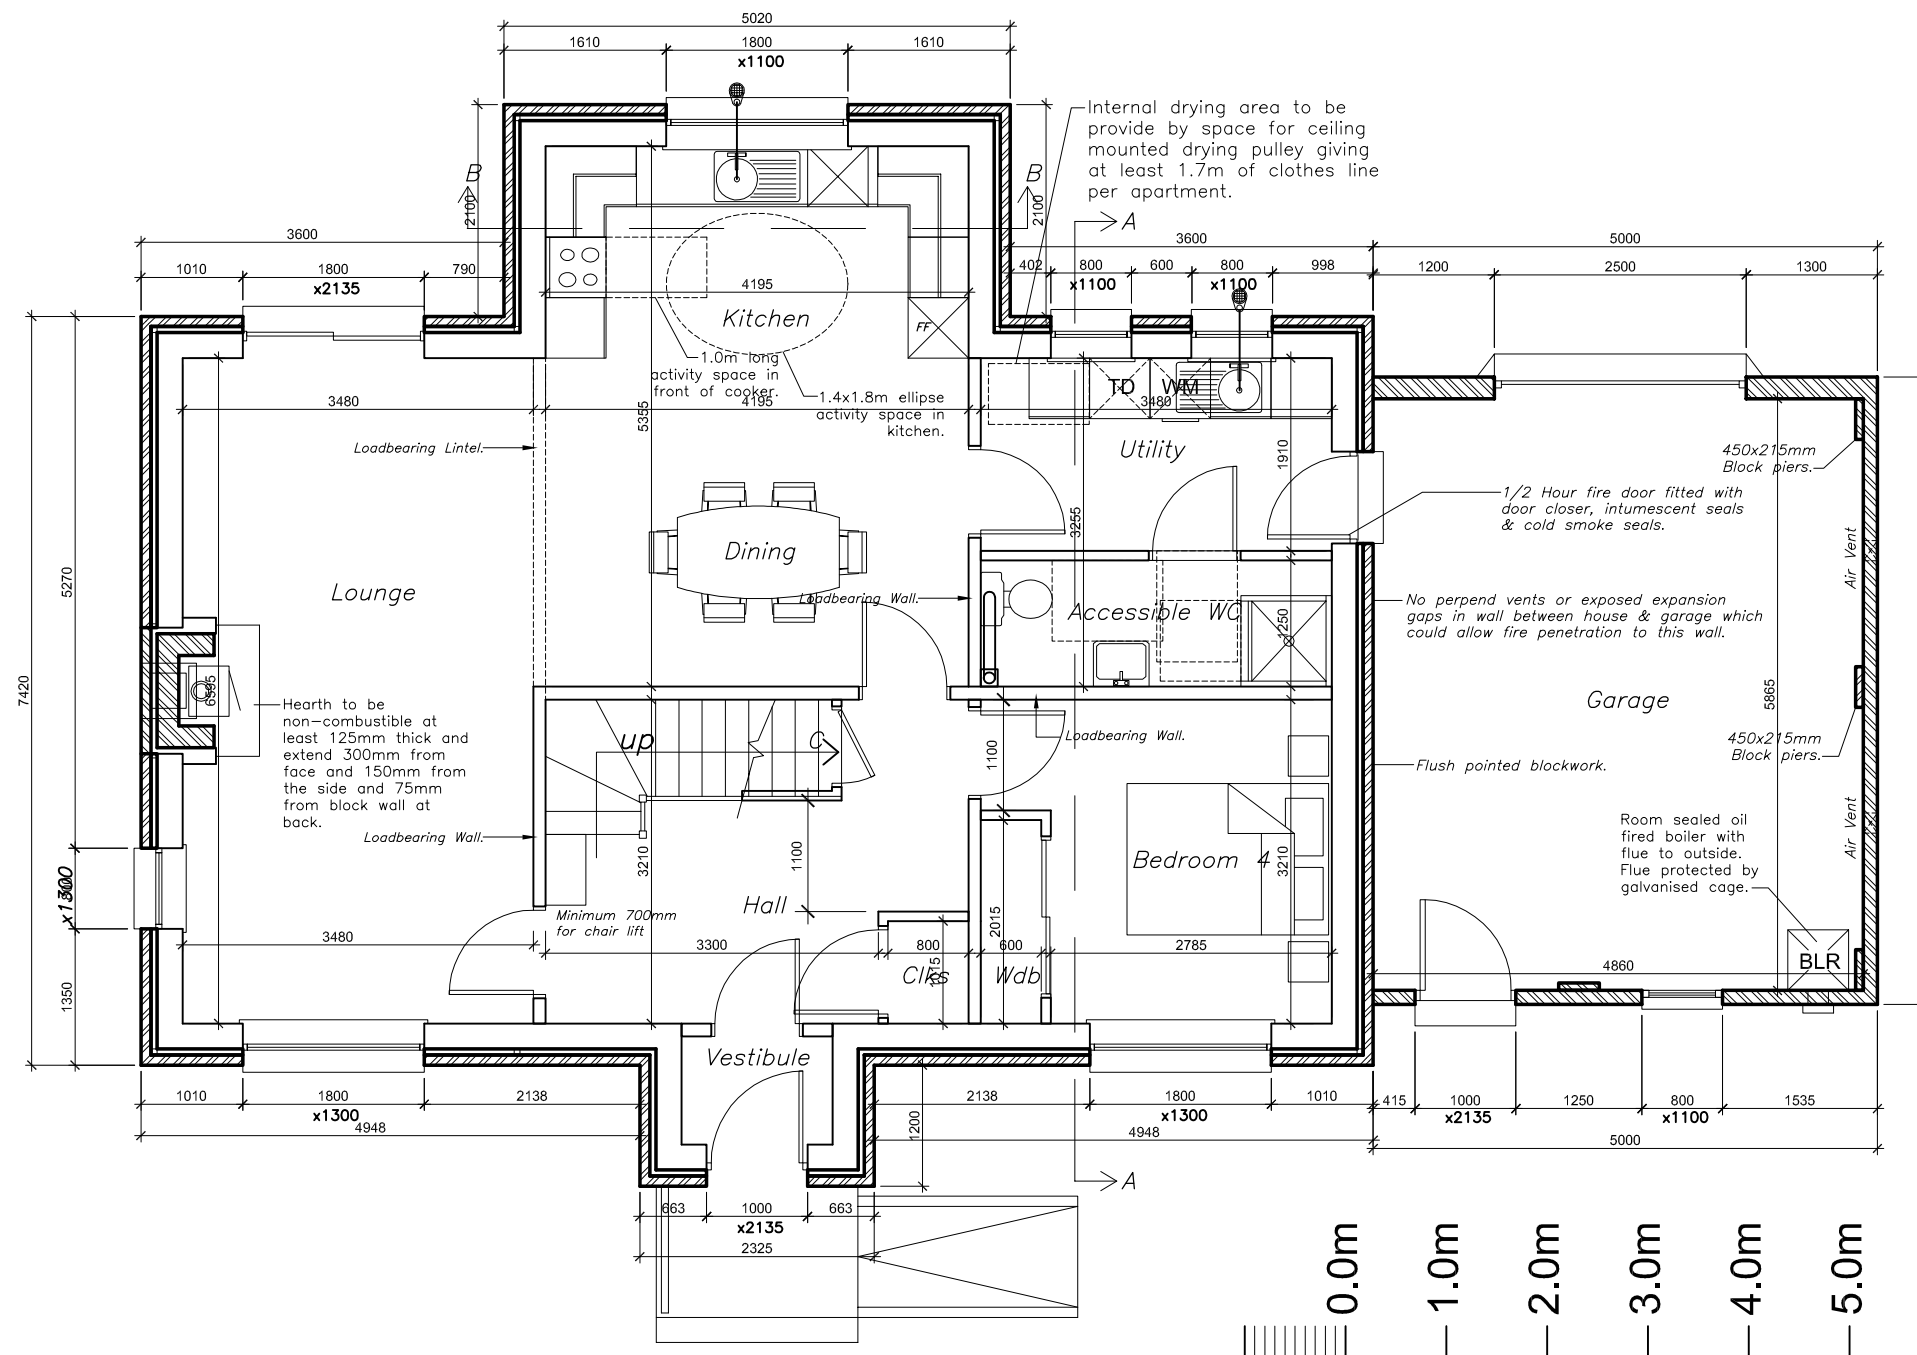 5020
1610 1800 1610
x1100
Internal drying area to be
provide by space for ceiling
mounted drying pulley giving
at least 1.7m of clothes line
per apartment.
B
2100
B
2100
A
3600
1010 1800 790
x2135
3600
402 800 600 800 998
x1100
x1100
5000
1200 2500 1300
4195
Kitchen
FF
1.0m long
activity space in
front of cooker.
1.4x1.8m ellipse
activity space in
kitchen.
TD
WM
3480
4195
3480
5355
Loadbearing Lintel.
Utility
1910
3255
450x215mm
Block piers.
1/2 Hour fire door fitted with
door closer, intumescent seals
& cold smoke seals.
Air Vent
Dining
Lounge
5270
7420
Loadbearing Wall.
Accessible WC
1250
No perpend vents or exposed expansion
gaps in wall between house & garage which
could allow fire penetration to this wall.
6595
Hearth to be
non-combustible at
least 125mm thick and
extend 300mm from
face and 150mm from
the side and 75mm
from block wall at
back.
up
C
1100
Loadbearing Wall.
Garage
5865
450x215mm
Block piers.
Flush pointed blockwork.
Air Vent
Room sealed oil
fired boiler with
flue to outside.
Flue protected by
galvanised cage.
Loadbearing Wall.
3210
1100
Bedroom 4
3210
x1300
Hall
Minimum 700mm
for chair lift
2015
3480
3300
800
600
2785
Clks
1015
Wdb
BLR
4860
1350
Vestibule
1010 1800 2138
x1300
4948
1200
2138 1800 1010
x1300
4948
415 1000 1250 800 1535
x2135
x1100
5000
A
663 1000 663
x2135
2325
0.0m
1.0m
2.0m
3.0m
4.0m
5.0m